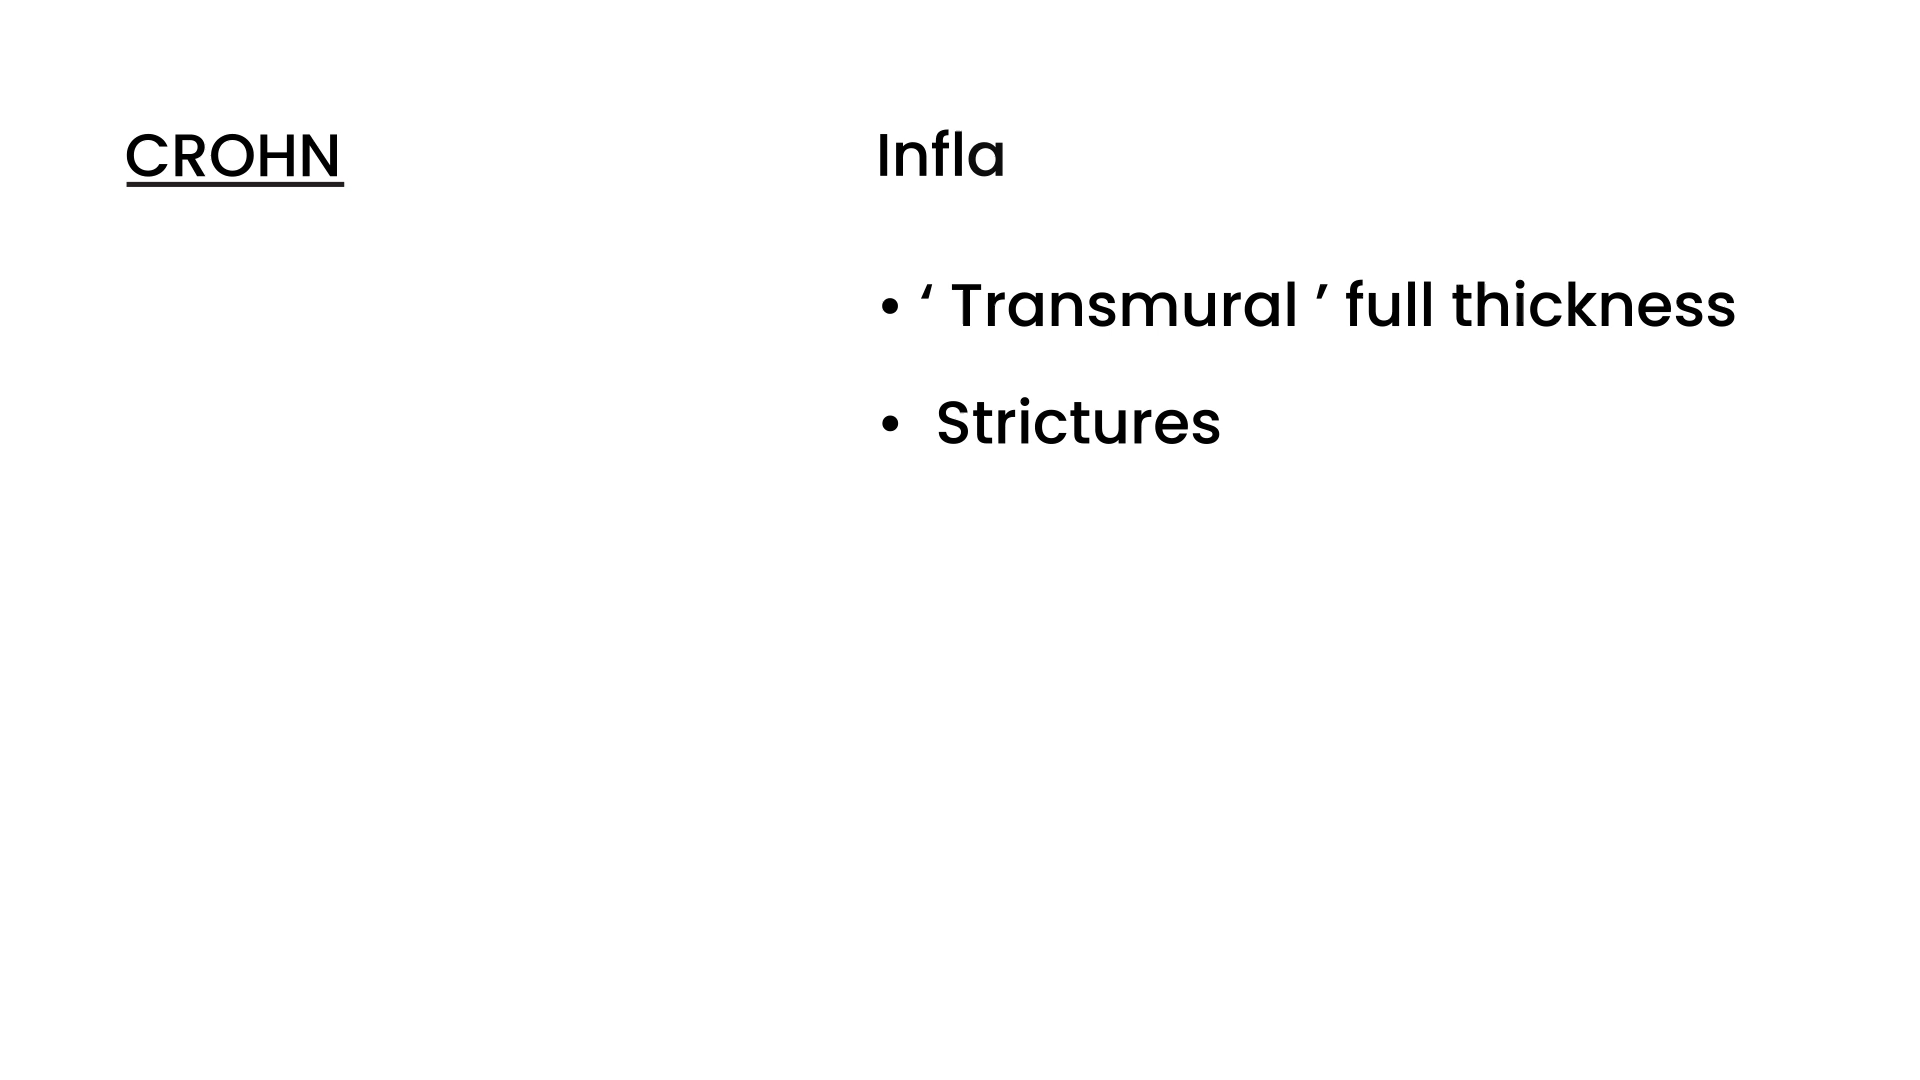 CROHN
Infla
• ‘ Transmural ’ full thickness
• Strictures